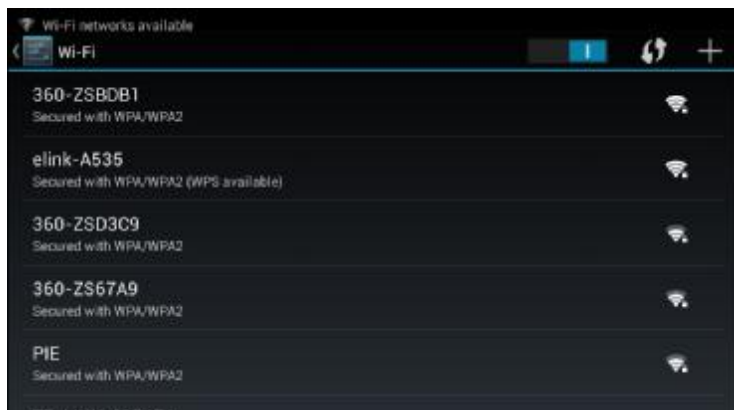 Wi-Fi networks available
Wi-Fi
360-ZSBDB1
Secured with WPA/WPA2
elink-A535
Secured with WPA/WPA2 (WPS available)
360-ZSD3C9
Secured with WPA/WPA2
360-ZS67A9
Secured with WPA/WPA2
PIE
Secured with WPA/WPA2